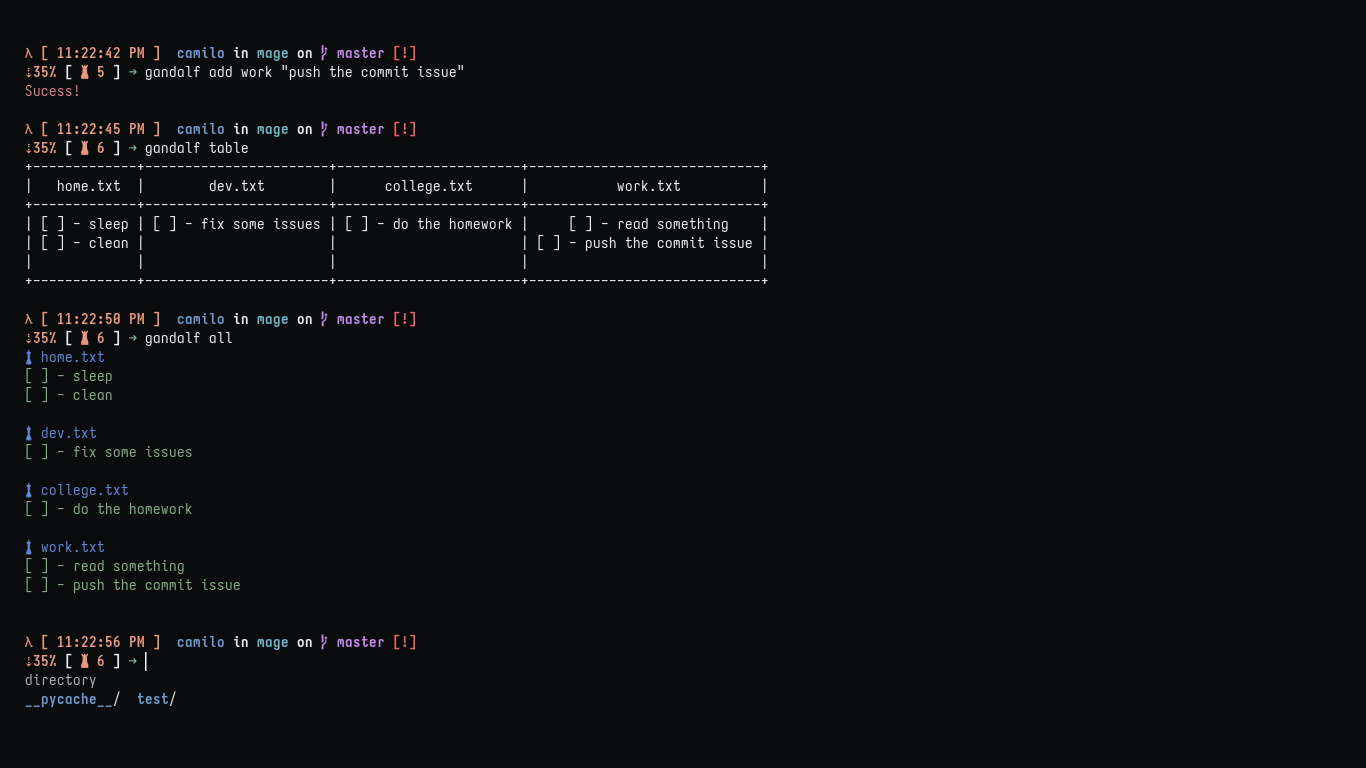 λ [ 11:22:42 PM ]  camilo in mage on master [!]
⇣35% [ 5 ] → gandalf add work "push the commit issue"
Sucess!
λ [ 11:22:45 PM ]  camilo in mage on master [!]
⇣35% [ 6 ] → gandalf table
+-------------+-----------------------+-----------------------+-----------------------------+
|   home.txt  |        dev.txt        |      college.txt      |           work.txt          |
+-------------+-----------------------+-----------------------+-----------------------------+
| [ ] - sleep | [ ] - fix some issues | [ ] - do the homework |     [ ] - read something    |
| [ ] - clean |                       |                       | [ ] - push the commit issue |
|             |                       |                       |                             |
+-------------+-----------------------+-----------------------+-----------------------------+
λ [ 11:22:50 PM ]  camilo in mage on master [!]
⇣35% [ 6 ] → gandalf all
home.txt
[ ] - sleep
[ ] - clean
dev.txt
[ ] - fix some issues
college.txt
[ ] - do the homework
work.txt
[ ] - read something
[ ] - push the commit issue
λ [ 11:22:56 PM ]  camilo in mage on master [!]
⇣35% [ 6 ] →
directory
__pycache__/  test/